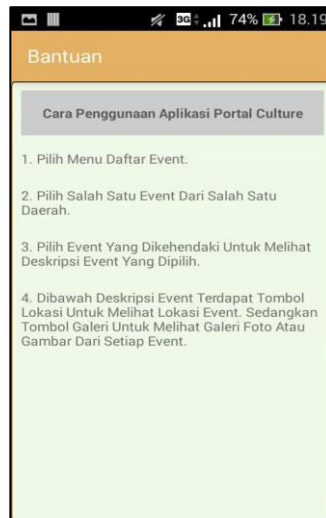 3G 74% 18.19
Bantuan
Cara Penggunaan Aplikasi Portal Culture
1. Pilih Menu Daftar Event.
2. Pilih Salah Satu Event Dari Salah Satu
Daerah.
3. Pilih Event Yang Dikehendaki Untuk Melihat
Deskripsi Event Yang Dipilih.
4. Dibawah Deskripsi Event Terdapat Tombol
Lokasi Untuk Melihat Lokasi Event. Sedangkan
Tombol Galeri Untuk Melihat Galeri Foto Atau
Gambar Dari Setiap Event.